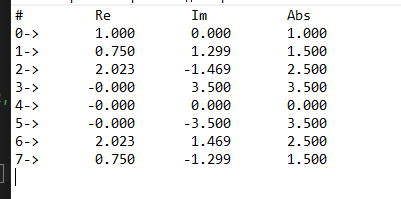 #        Re        Im        Abs
0->      1.000     0.000     1.000
1->      0.750     1.299     1.500
2->      2.023     -1.469    2.500
3->      -0.000    3.500     3.500
4->      -0.000    0.000     0.000
5->      -0.000    -3.500    3.500
6->      2.023     1.469     2.500
7->      0.750     -1.299    1.500